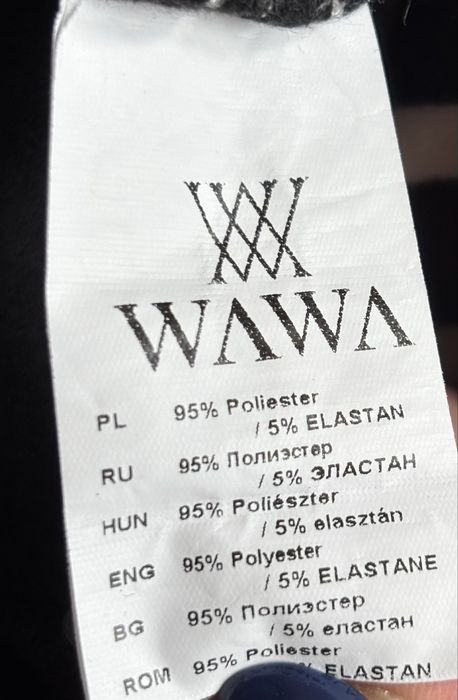 WAWA
PL 95% Poliester
/ 5% ELASTAN
RU 95% Полиэстер
/ 5% ЭЛАСТАН
HUN 95% Poliészter
/ 5% elasztán
ENG 95% Polyester
/ 5% ELASTANE
BG 95% Полиэстер
/ 5% еластан
ROM 95% Poliester
% ELASTAN